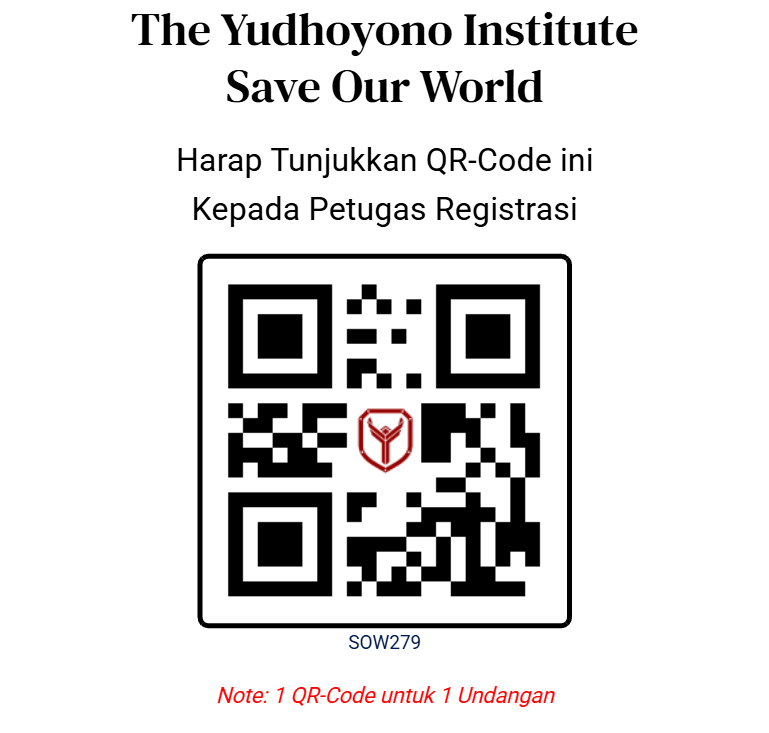 The Yudhoyono Institute
Save Our World
Harap Tunjukkan QR-Code ini
Kepada Petugas Registrasi
SOW279
Note: 1 QR-Code untuk 1 Undangan